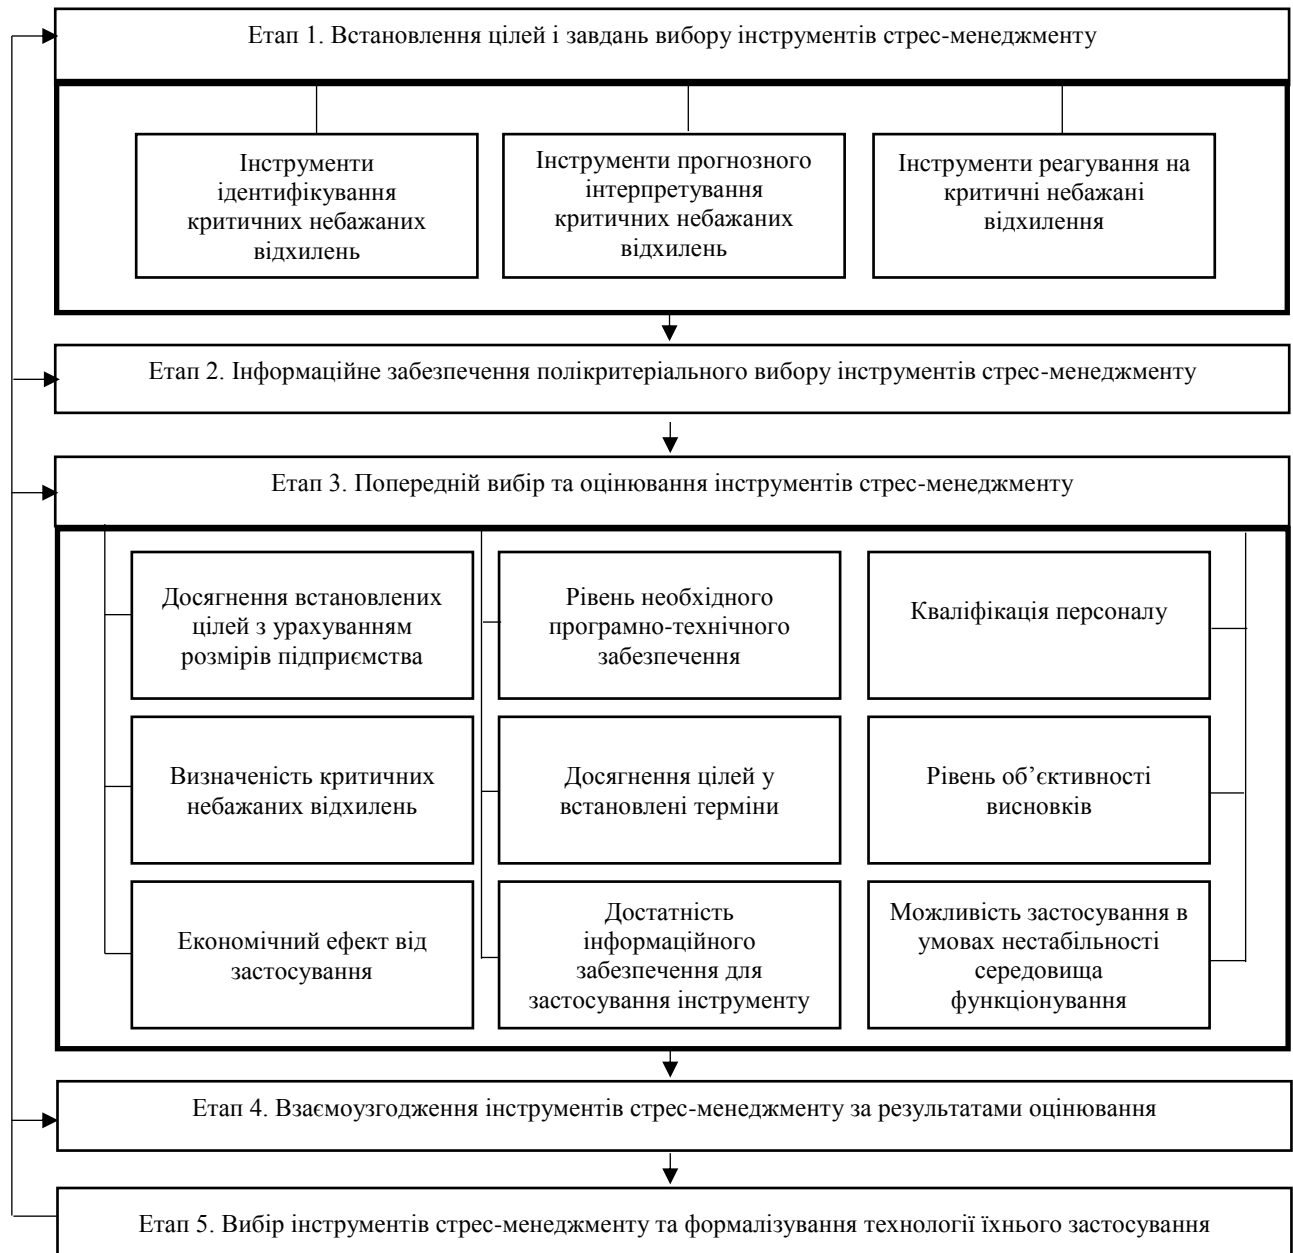 Етап 1. Встановлення цілей і завдань вибору інструментів стрес-менеджменту
Інструменти
ідентифікування
критичних небажаних
відхилень
Інструменти прогнозного
інтерпретування
критичних небажаних
відхилень
Інструменти реагування на
критичні небажані
відхилення
Етап 2. Інформаційне забезпечення полікритеріального вибору інструментів стрес-менеджменту
Етап 3. Попередній вибір та оцінювання інструментів стрес-менеджменту
Досягнення встановлених
цілей з урахуванням
розмірів підприємства
Рівень необхідного
програмно-технічного
забезпечення
Кваліфікація персоналу
Визначеність критичних
небажаних відхилень
Досягнення цілей у
встановлені терміни
Рівень об’єктивності
висновків
Економічний ефект від
застосування
Достатність
інформаційного
забезпечення для
застосування інструменту
Можливість застосування в
умовах нестабільності
середовища
функціонування
Етап 4. Взаємоузгодження інструментів стрес-менеджменту за результатами оцінювання
Етап 5. Вибір інструментів стрес-менеджменту та формалізування технології їхнього застосування